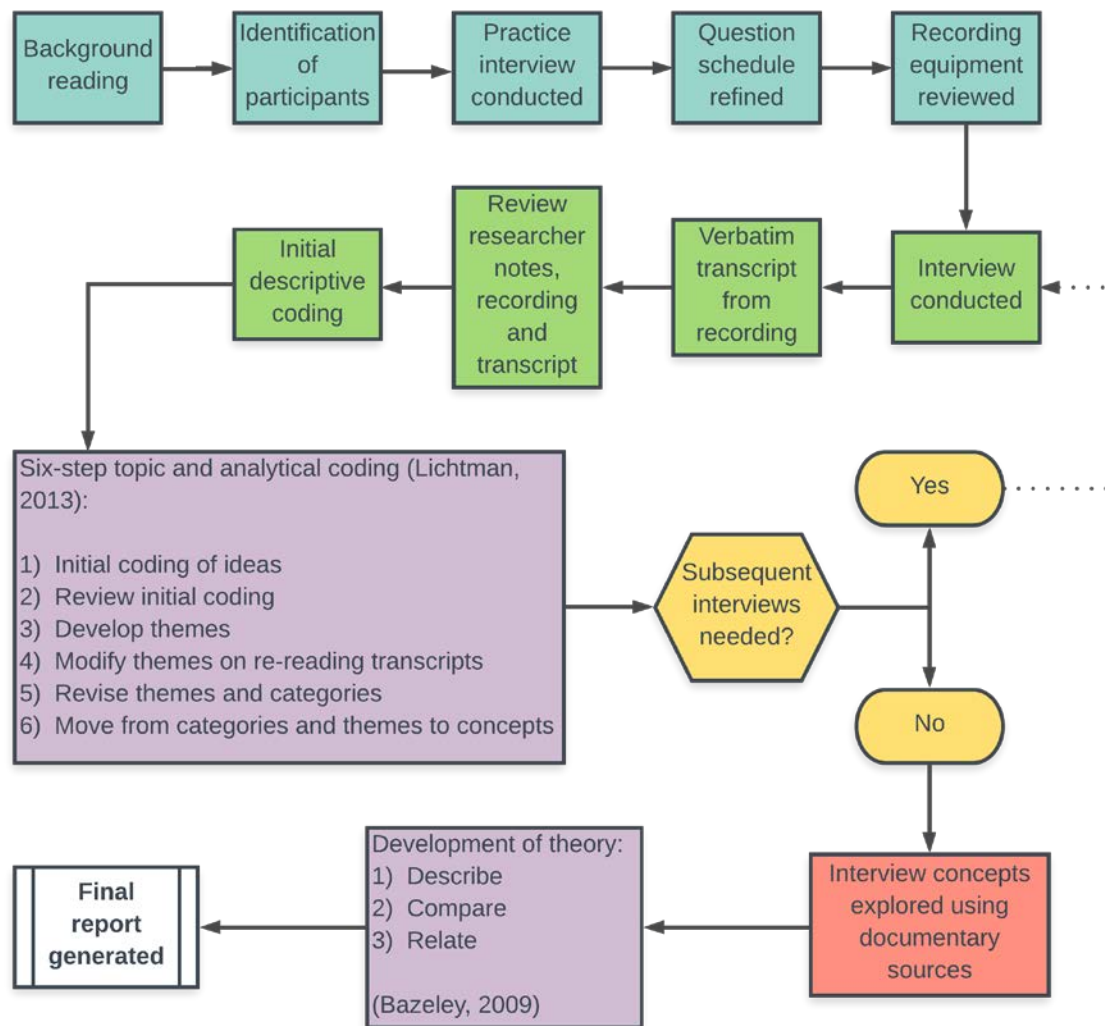 Background
reading
Identification
of
participants
Practice
interview
conducted
Question
schedule
refined
Recording
equipment
reviewed
Initial
descriptive
coding
Review
researcher
notes,
recording
and
transcript
Verbatim
transcript
from
recording
Interview
conducted
Six-step topic and analytical coding (Lichtman,
2013):
1) Initial coding of ideas
2) Review initial coding
3) Develop themes
4) Modify themes on re-reading transcripts
5) Revise themes and categories
6) Move from categories and themes to concepts
Subsequent
interviews
needed?
Yes
No
Final
report
generated
Development of theory:
1) Describe
2) Compare
3) Relate
(Bazeley, 2009)
Interview concepts
explored using
documentary
sources